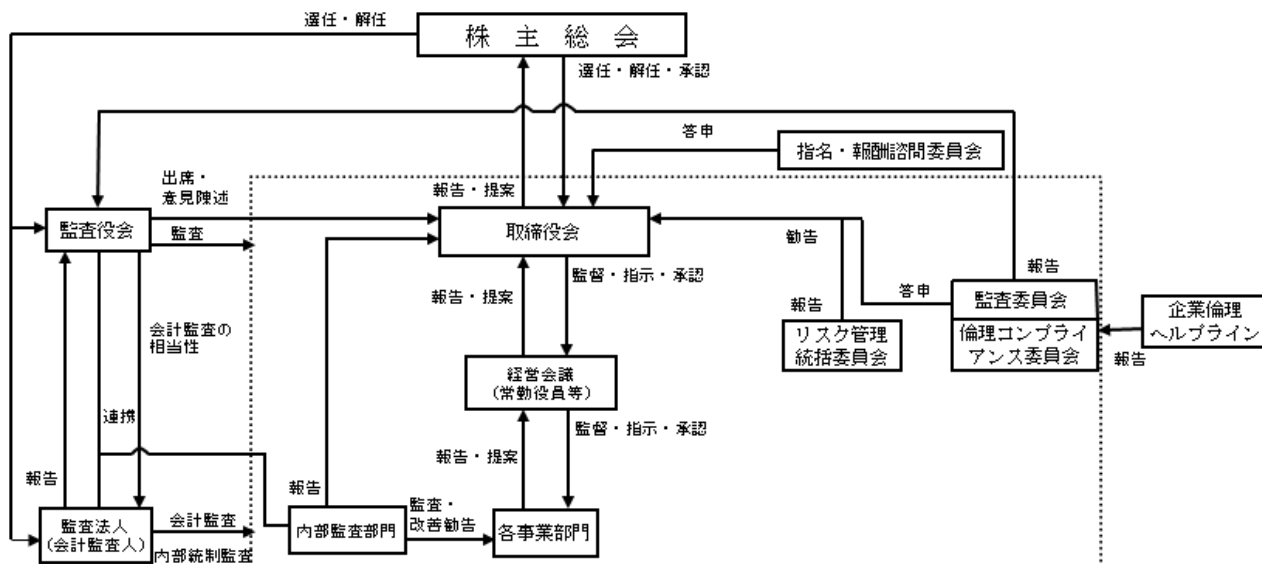 選任・解任
株主総会
選任・解任・承認
答申
指名・報酬諮問委員会
出席・
意見陳述
報告・提案
監査役会
監査
取締役会
勧告
報告
監督・指示・承認
報告・提案
答申
監査委員会
報告
企業倫理
ヘルプライン
報告
倫理コンプライ
アンス委員会
リスク管理
統括委員会
会計監査の
相当性
経営会議
(常勤役員等)
連携
監督・指示・承認
報告・提案
報告
報告
監査・
改善勧告
監査法人
(会計監査人)
会計監査
内部統制監査
内部監査部門
各事業部門